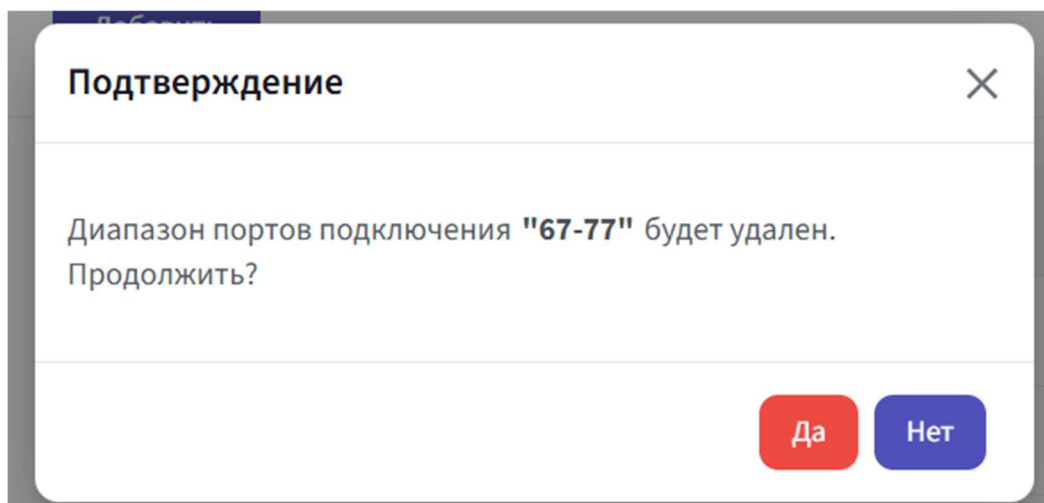 Подтверждение
Диапазон портов подключения "67-77" будет удален.
Продолжить?
Да
Нет